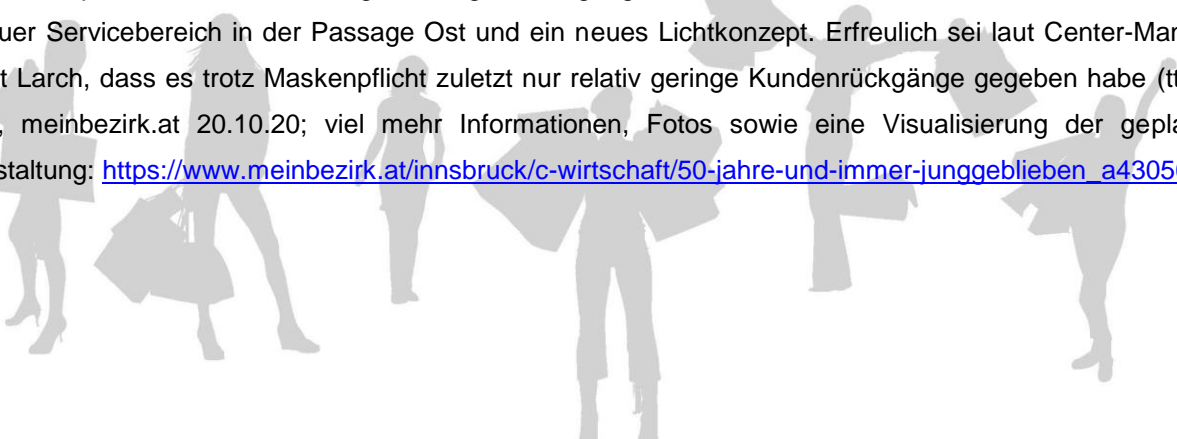 uer Servicebereich in der Passage Ost und ein neues Lichtkonzept. Erfreulich sei laut Center-Mar
t Larch, dass es trotz Maskenpflicht zuletzt nur relativ geringe Kundenrückgänge gegeben habe (tt
, meinbezirk.at 20.10.20; viel mehr Informationen, Fotos sowie eine Visualisierung der gepla
staltung: https://www.meinbezirk.at/innsbruck/c-wirtschaft/50-jahre-und-immer-junggeblieben_a4305